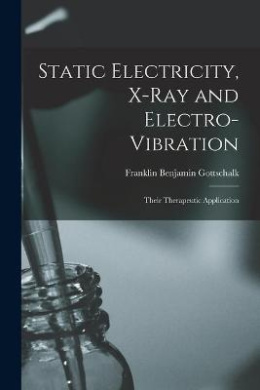 Static Electricity,
X-Ray and
Electro-
Vibration
Franklin Benjamin Gottschalk
Their Therapeutic Application